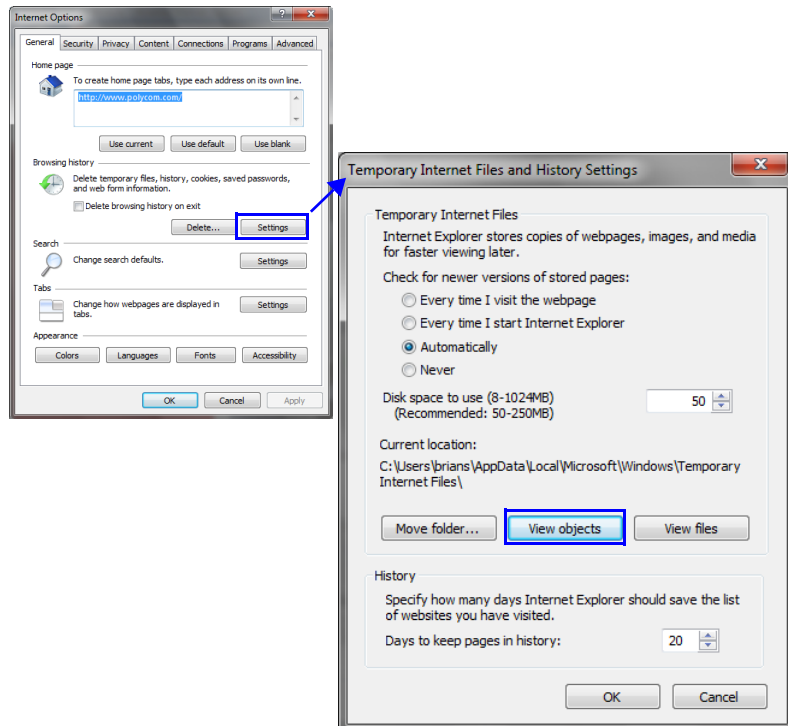 Internet Options
?
X
General Security Privacy Content Connections Programs Advanced
Home page
To create home page tabs, type each address on its own line.
http://www.polycom.com/
Use current Use default Use blank
Browsing history
Delete temporary files, history, cookies, saved passwords,
and web form information.
Delete browsing history on exit
Delete... Settings
Search
Change search defaults. Settings
Tabs
Change how webpages are displayed in
tabs.
Settings
Appearance
Colors Languages Fonts Accessibility
OK Cancel Apply
Temporary Internet Files and History Settings
X
Temporary Internet Files
Internet Explorer stores copies of webpages, images, and media
for faster viewing later.
Check for newer versions of stored pages:
Every time I visit the webpage
Every time I start Internet Explorer
Automatically
Never
Disk space to use (8-1024MB)
(Recommended: 50-250MB)
50
Current location:
C:\Users\brians\AppData\Local\Microsoft\Windows\Temporary
Internet Files\
Move folder... View objects View files
History
Specify how many days Internet Explorer should save the list
of websites you have visited.
Days to keep pages in history: 20
OK Cancel